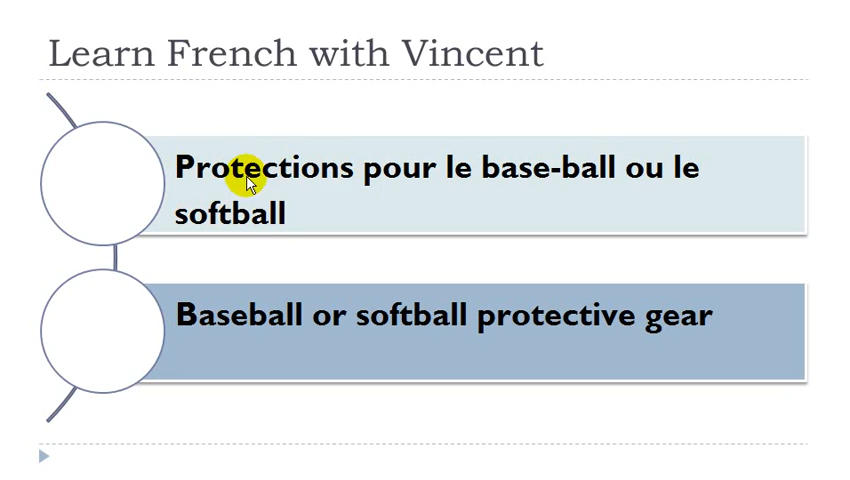 Learn French with Vincent
Protections pour le base-ball ou le
softball
Baseball or softball protective gear